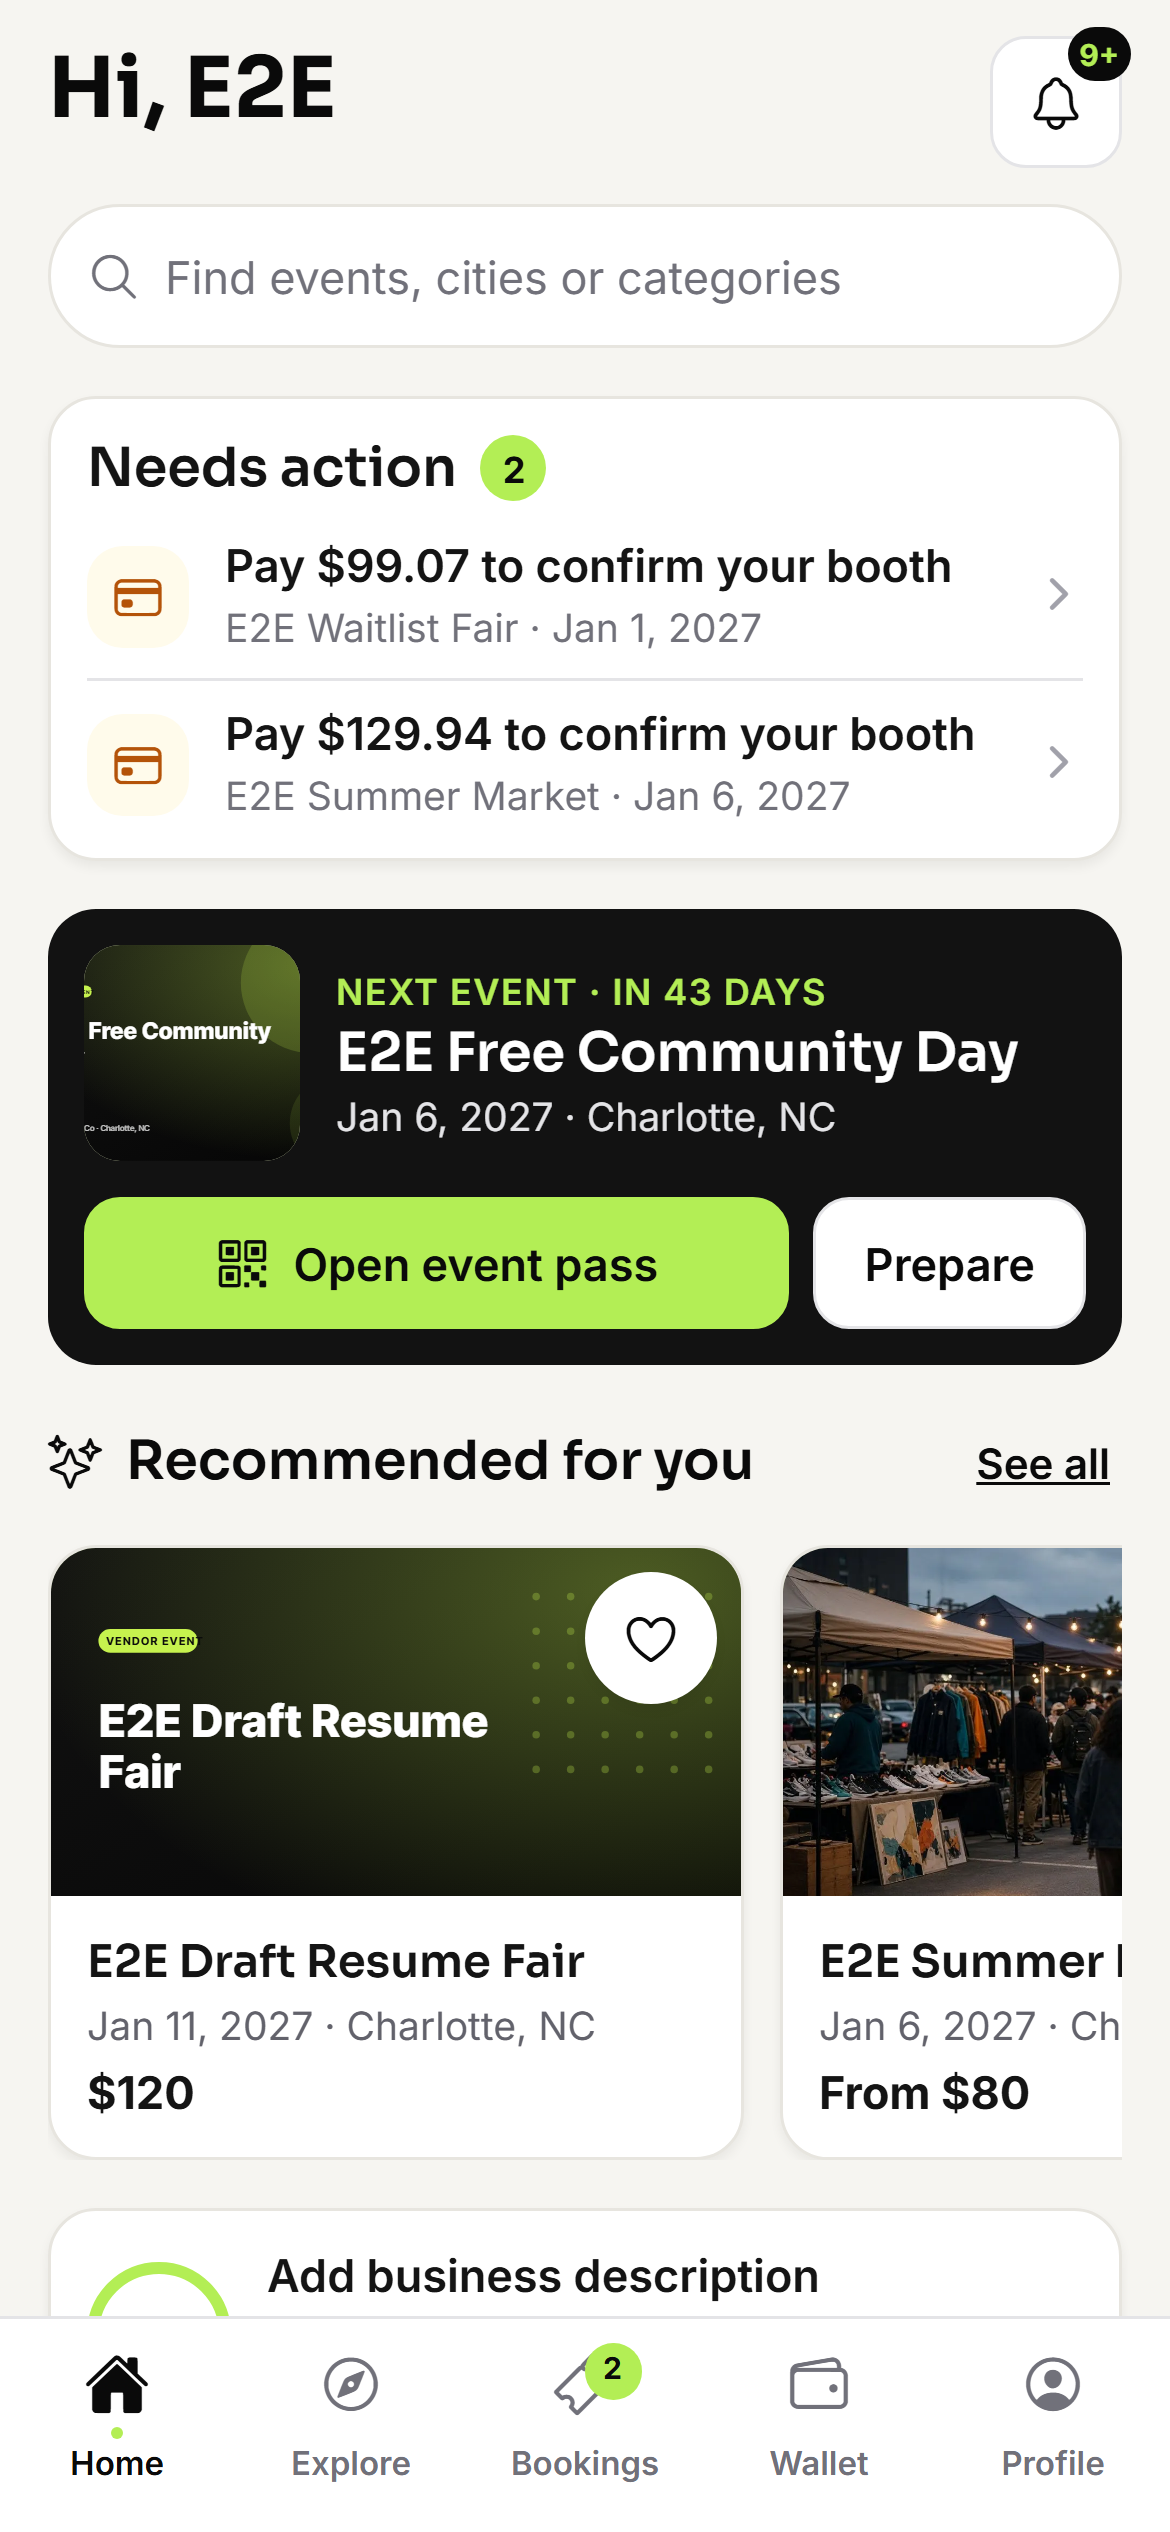 Hi, E2E
9+
Find events, cities or categories
Needs action 2
Pay $99.07 to confirm your booth
E2E Waitlist Fair · Jan 1, 2027
Pay $129.94 to confirm your booth
E2E Summer Market · Jan 6, 2027
Free Community
Co · Charlotte, NC
NEXT EVENT · IN 43 DAYS
E2E Free Community Day
Jan 6, 2027 · Charlotte, NC
Open event pass
Prepare
Recommended for you
See all
VENDOR EVENT
E2E Draft Resume
Fair
E2E Draft Resume Fair
Jan 11, 2027 · Charlotte, NC
$120
E2E Summer
Jan 6, 2027 · Ch
From $80
Add business description
2
Home
Explore
Bookings
Wallet
Profile